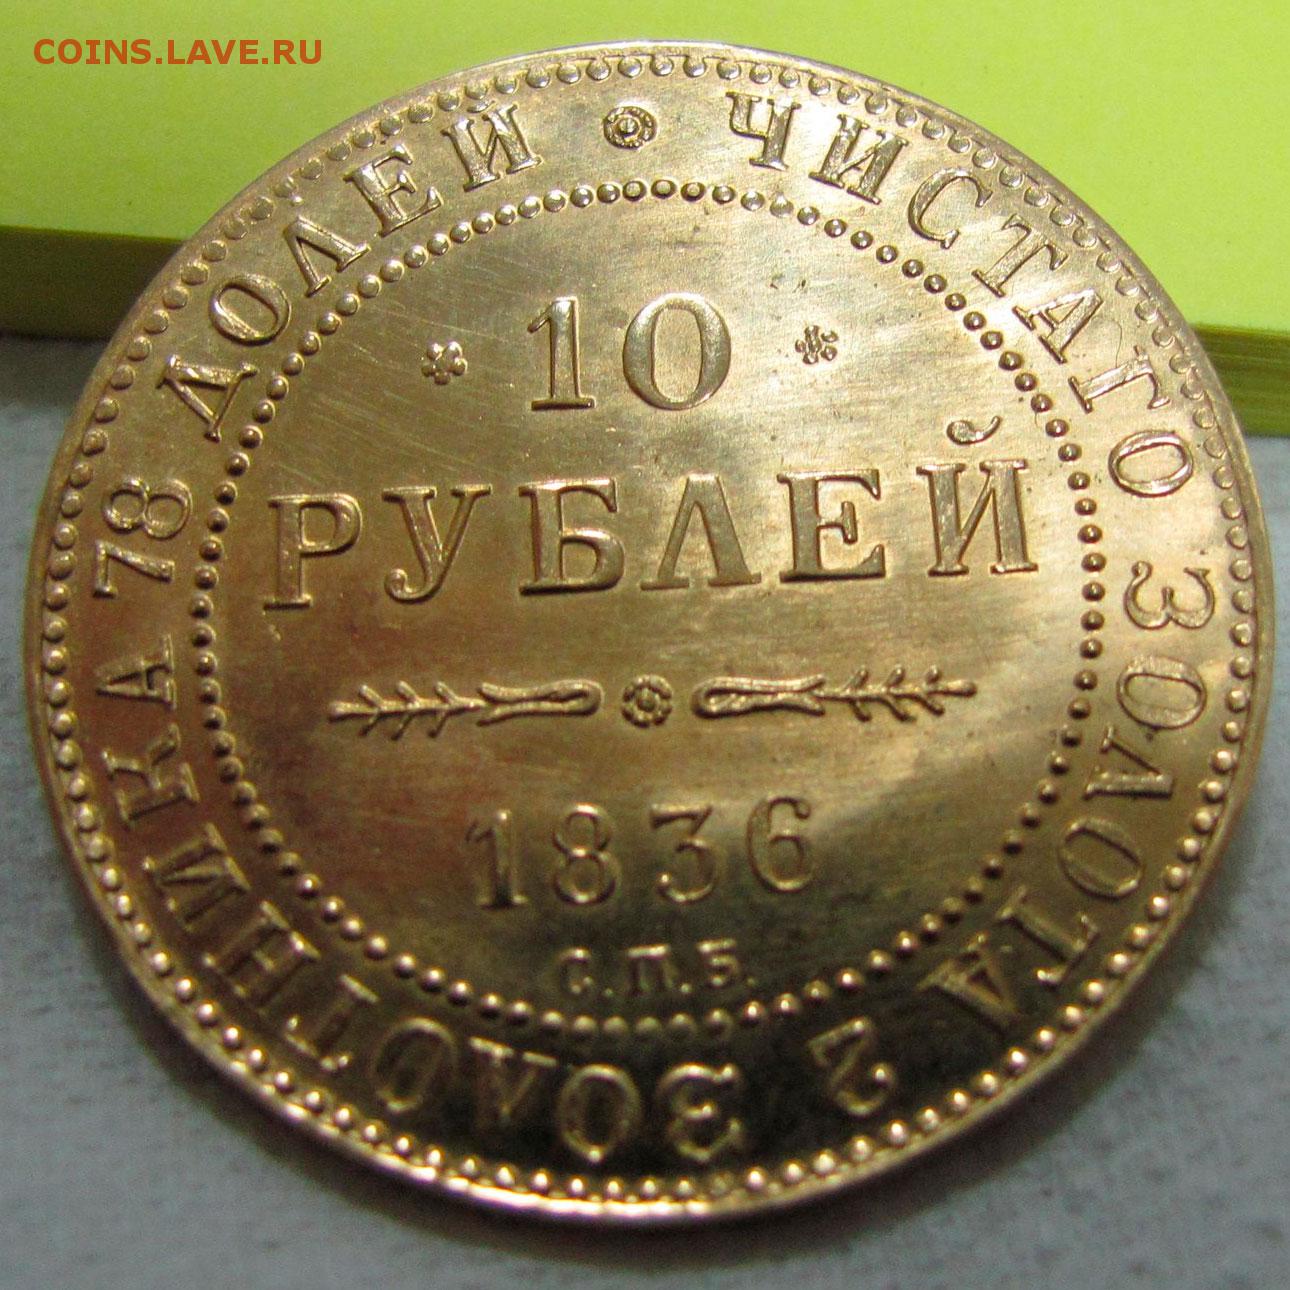 COINS.LAVE.RU
ЧИСТАГО ЗОЛОТА 2 ЗОЛОТНИКА 78 ДОЛЕЙ
10
РУБЛЕЙ
1836
С.П.Б.